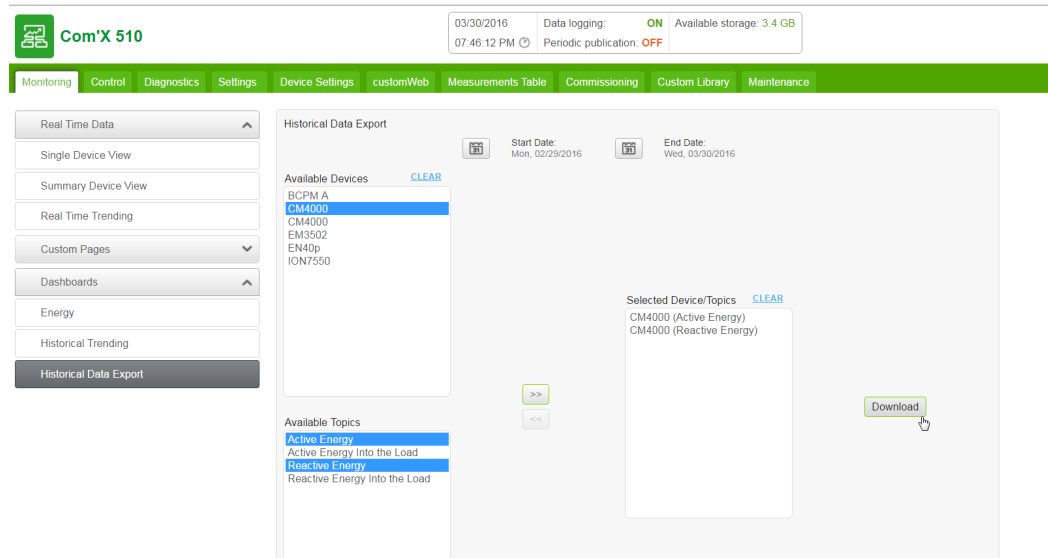 Com'X 510
03/30/2016 Data logging: ON Available storage: 3.4 GB
07:46:12 PM Periodic publication: OFF
Monitoring Control Diagnostics Settings Device Settings customWeb Measurements Table Commissioning Custom Library Maintenance
Real Time Data
Single Device View
Summary Device View
Real Time Trending
Custom Pages
Dashboards
Energy
Historical Trending
Historical Data Export
Historical Data Export
31 Start Date:
Mon, 02/29/2016
31 End Date:
Wed, 03/30/2016
Available Devices CLEAR
BCPM A
CM4000
CM4000
EM3502
EN40p
ION7550
>>
<<
Available Topics
Active Energy
Active Energy Into the Load
Reactive Energy
Reactive Energy Into the Load
Selected Device/Topics CLEAR
CM4000 (Active Energy)
CM4000 (Reactive Energy)
Download